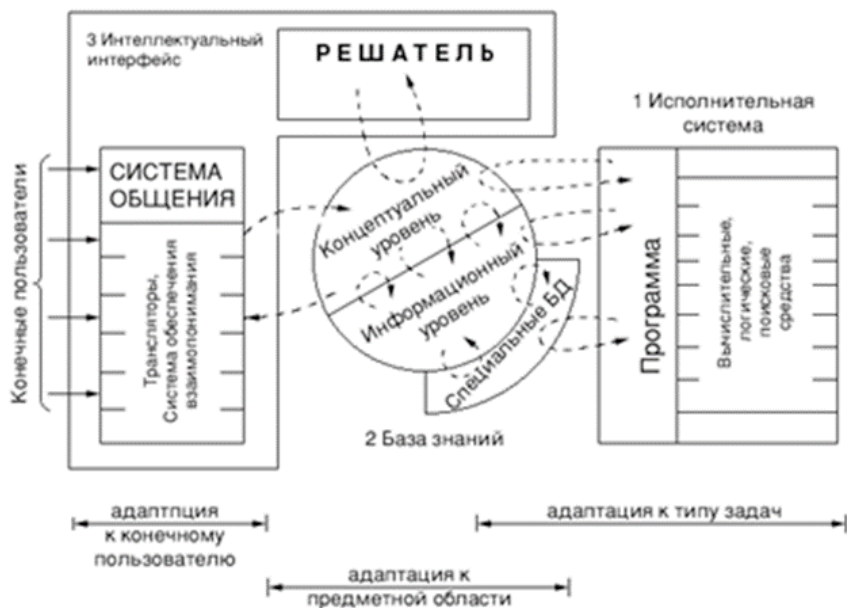 3 Интеллектуальный
интерфейс
РЕШАТЕЛЬ
1 Исполнительная
система
Конечные пользователи
СИСТЕМА
ОБЩЕНИЯ
Трансляторы,
Система обеспечения
взаимопонимания
Концептуальный
уровень
Информационный
уровень
Специальные БД
2 База знаний
Программа
Вычислительные,
логические,
поисковые
средства
адаптпция
к конечному
пользователю
адаптация к
предметной области
адаптация к типу задач